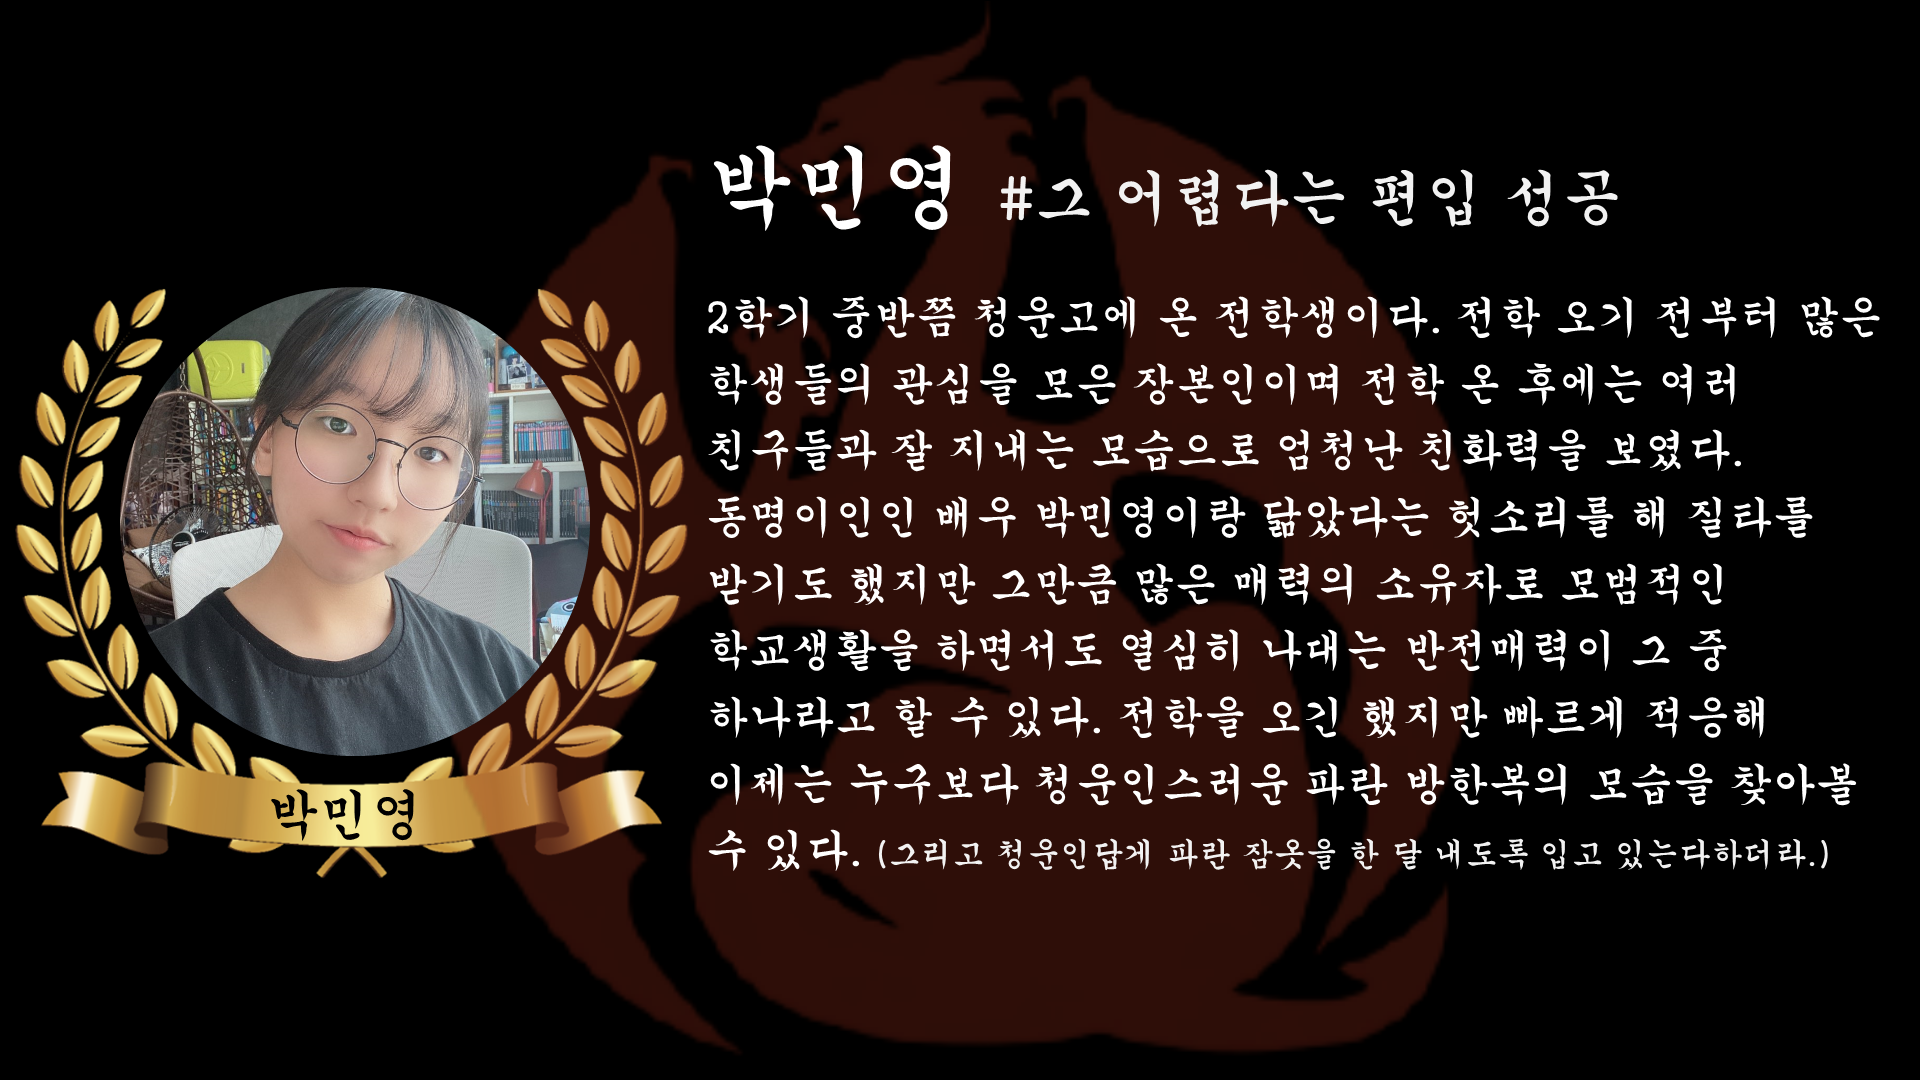 박민영 #그 어렵다는 편입 성공
2학기 중반쯤 청운고에 온 전학생이다. 전학 오기 전부터 많은
학생들의 관심을 모은 장본인이며 전학 온 후에는 여러
친구들과 잘 지내는 모습으로 엄청난 친화력을 보였다.
동명이인인 배우 박민영이랑 닮았다는 헛소리를 해 질타를
받기도 했지만 그만큼 많은 매력의 소유자로 모범적인
학교생활을 하면서도 열심히 나대는 반전매력이 그 중
하나라고 할 수 있다. 전학을 오긴 했지만 빠르게 적응해
이제는 누구보다 청운인스러운 파란 방한복의 모습을 찾아볼
수 있다. (그리고 청운인답게 파란 잠옷을 한 달 내도록 입고 있는다하더라.)
박민영